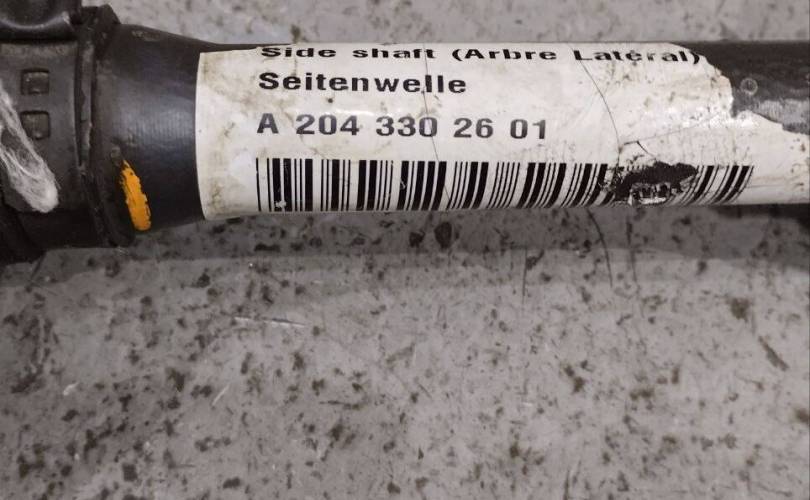 Side shaft (Arbre Latéral)
Seitenwelle
A 204 330 26 01